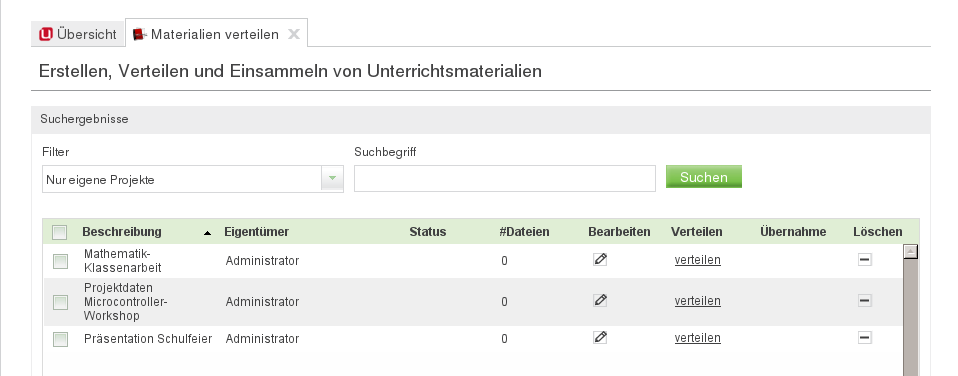 Übersicht Materialien verteilen
Erstellen, Verteilen und Einsammeln von Unterrichtsmaterialien
Suchergebnisse
Filter Suchbegriff
Nur eigene Projekte Suchen
Beschreibung Eigentümer Status #Dateien Bearbeiten Verteilen Übernahme Löschen
Mathematik-
Klassenarbeit Administrator 0 verteilen
Projektdaten
Microcontroller- Administrator 0 verteilen
Workshop
Präsentation Schulfeier Administrator 0 verteilen